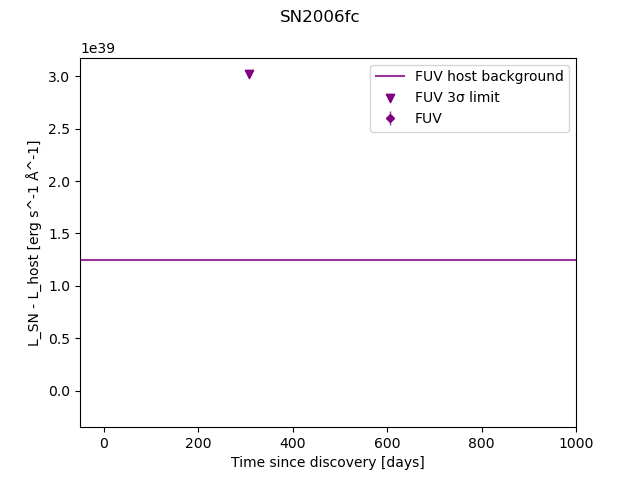 SN2006fc
1e39
FUV host background
FUV 3σ limit
FUV
3.0
2.5
2.0
1.5
1.0
0.5
0.0
L_SN - L_host [erg s^-1 Å^-1]
0 200 400 600 800 1000
Time since discovery [days]